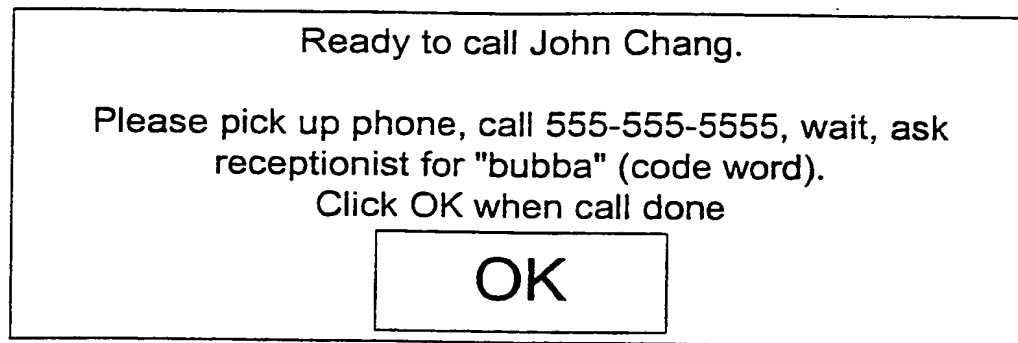 Ready to call John Chang.
Please pick up phone, call 555-555-5555, wait, ask
receptionist for "bubba" (code word).
Click OK when call done
OK